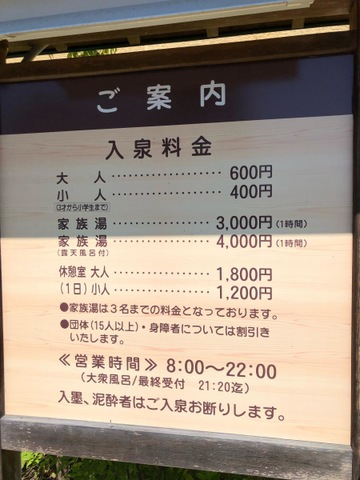 ご案内
入泉料金
大人‥‥‥‥‥‥‥600円
小人‥‥‥‥‥‥‥400円
(3才から小学生まで)
家族湯‥‥‥‥‥‥3,000円(1時間)
家族湯‥‥‥‥‥‥4,000円(1時間)
(露天風呂付)
休憩室 大人‥‥‥‥‥1,800円
(1日)小人‥‥‥‥‥1,200円
●家族湯は3名までの料金となっております。
●団体(15人以上)・身障者については割引き
いたします。
≪営業時間≫ 8:00〜22:00
(大衆風呂/最終受付 21:20迄)
入墨、泥酔者はご入泉お断りします。